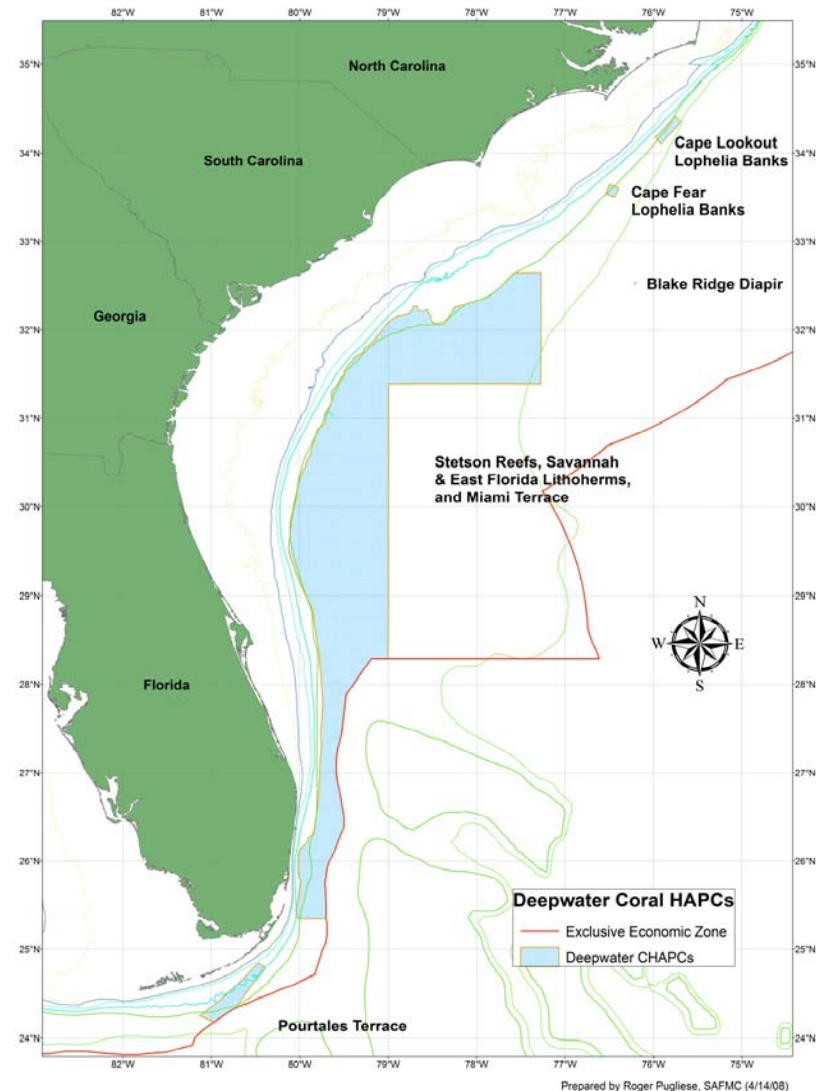 82°W 81°W 80°W 79°W 78°W 77°W 76°W 75°W
35°N 35°N
North Carolina
34°N 34°N
South Carolina
Cape Lookout
Lophelia Banks
Cape Fear
Lophelia Banks
33°N 33°N
Blake Ridge Diapir
Georgia
32°N 32°N
31°N 31°N
Stetson Reefs, Savannah
& East Florida Lithoherms,
and Miami Terrace
30°N 30°N
29°N 29°N
N
W E
S
Florida
28°N 28°N
27°N 27°N
26°N 26°N
Deepwater Coral HAPCs
Exclusive Economic Zone
Deepwater CHAPCs
25°N 25°N
Pourtales Terrace
24°N 24°N
82°W 81°W 80°W 79°W 78°W 77°W 76°W 75°W
Prepared by Roger Pugliese, SAFMC (4/14/08)